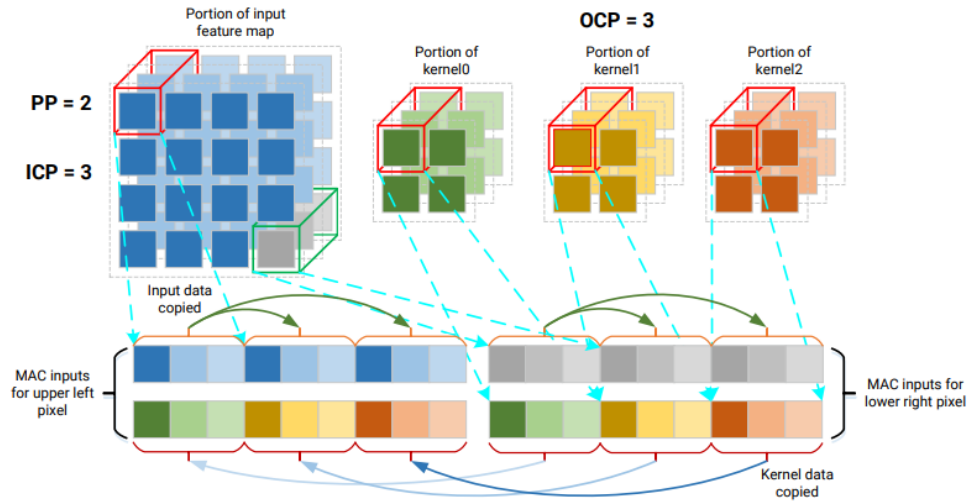 Portion of input
feature map
OCP = 3
Portion of
kernel0
Portion of
kernel1
Portion of
kernel2
PP = 2
ICP = 3
Input data
copied
MAC inputs
for upper left
pixel
MAC inputs for
lower right pixel
Kernel data
copied